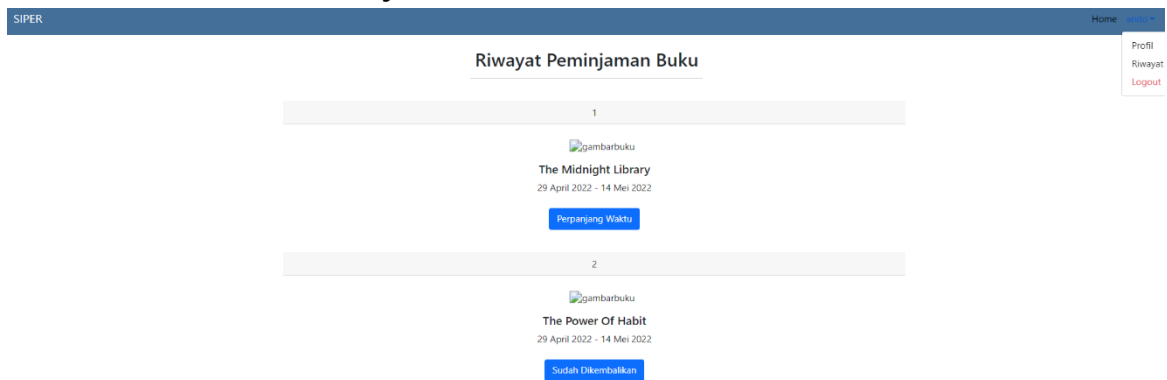 SIPER Home anito
Profil
Riwayat
Logout
Riwayat Peminjaman Buku
1
gambarbuku
The Midnight Library
29 April 2022 - 14 Mei 2022
Perpanjang Waktu
2
gambarbuku
The Power Of Habit
29 April 2022 - 14 Mei 2022
Sudah Dikembalikan